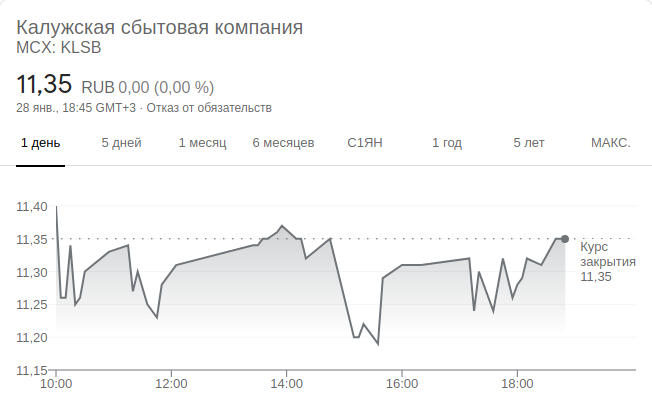 Калужская сбытовая компания
MCX: KLSB
11,35 RUB 0,00 (0,00 %)
28 янв., 18:45 GMT+3 · Отказ от обязательств
1 день 5 дней 1 месяц 6 месяцев С1ЯН 1 год 5 лет МАКС.
11,40
11,35
11,30
11,25
11,20
11,15
Курс
закрытия
11,35
10:00 12:00 14:00 16:00 18:00